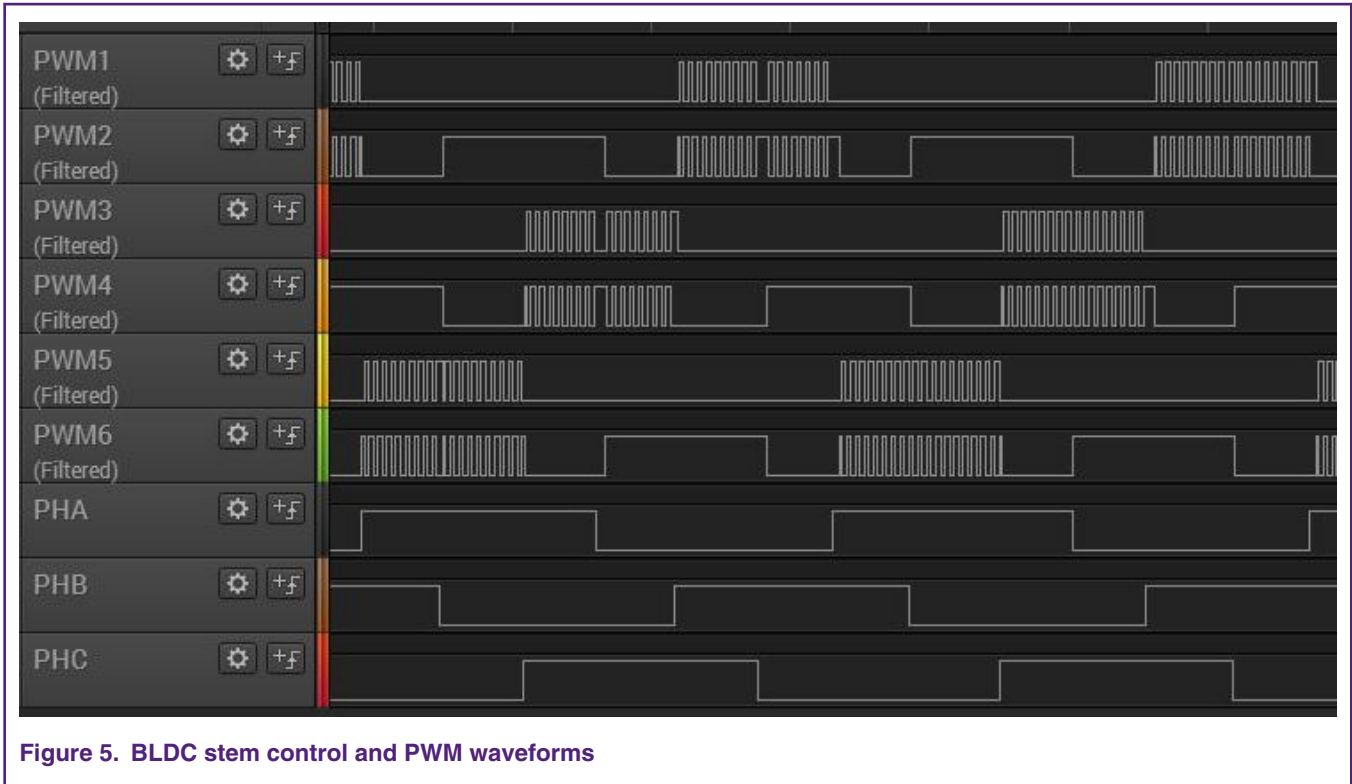 PWM1
(Filtered)
PWM2
(Filtered)
PWM3
(Filtered)
PWM4
(Filtered)
PWM5
(Filtered)
PWM6
(Filtered)
PHA
PHB
PHC
Figure 5. BLDC stem control and PWM waveforms